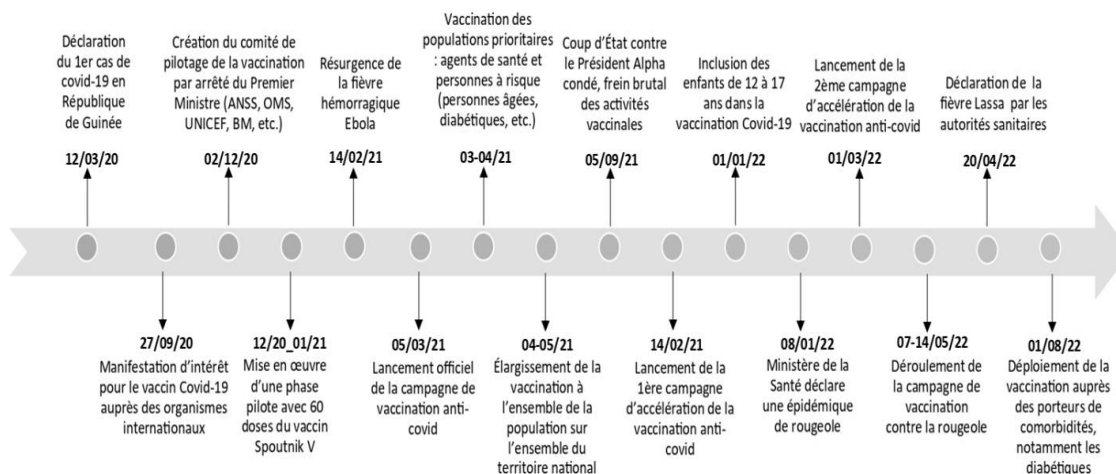 Déclaration
du 1er cas de
covid-19 en
République
de Guinée
12/03/20
Création du comité de
pilotage de la vaccination
par arrêté du Premier
Ministre (ANSS, OMS,
UNICEF, BM, etc.)
02/12/20
Résurgence de
la fièvre
hémorragique
Ebola
14/02/21
Vaccination des
populations prioritaires
: agents de santé et
personnes à risque
(personnes âgées,
diabétiques, etc.)
03-04/21
Coup d’État contre
le Président Alpha
condé, frein brutal
des activités
vaccinales
05/09/21
Inclusion des
enfants de 12 à 17
ans dans la
vaccination Covid-19
01/01/22
Lancement de la
2ème campagne
d’accélération de la
vaccination anti-covid
01/03/22
Déclaration de la
fièvre Lassa par les
autorités sanitaires
20/04/22
27/09/20
Manifestation d’intérêt
pour le vaccin Covid-19
auprès des organismes
internationaux
12/20_01/21
Mise en œuvre
d’une phase
pilote avec 60
doses du vaccin
Spoutnik V
05/03/21
Lancement officiel
de la campagne de
vaccination anti-
covid
04-05/21
Élargissement de la
vaccination à
l’ensemble de la
population sur
l’ensemble du
territoire national
14/02/21
Lancement de la
1ère campagne
d’accélération de la
vaccination anti-
covid
08/01/22
Ministère de la
Santé déclare
une épidémie
de rougeole
07-14/05/22
Déroulement de
la campagne de
vaccination
contre la rougeole
01/08/22
Déploiement de la
vaccination auprès
des porteurs de
comorbidités,
notamment les
diabétiques